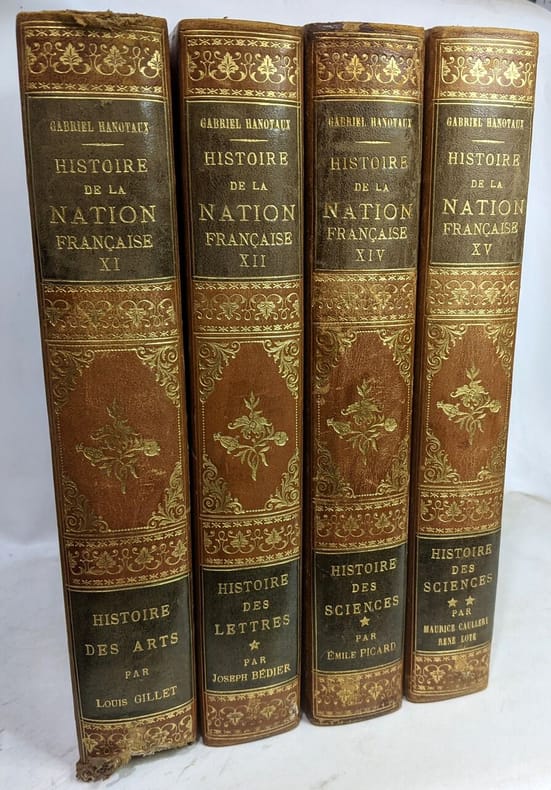 GABRIEL HANOTAUX
HISTOIRE
DE LA
NATION
FRANÇAISE
XI
HISTOIRE
DES ARTS
PAR
LOUIS GILLET
GABRIEL HANOTAUX
HISTOIRE
DE LA
NATION
FRANÇAISE
XII
HISTOIRE
DES
LETTRES
★
PAR
JOSEPH BÉDIER
GABRIEL HANOTAUX
HISTOIRE
DE LA
NATION
FRANÇAISE
XIV
HISTOIRE
DES
SCIENCES
★
PAR
ÉMILE PICARD
GABRIEL HANOTAUX
HISTOIRE
DE LA
NATION
FRANÇAISE
XV
HISTOIRE
DES
SCIENCES
★ ★
PAR
MAURICE CAULLERY
RENÉ LOTE